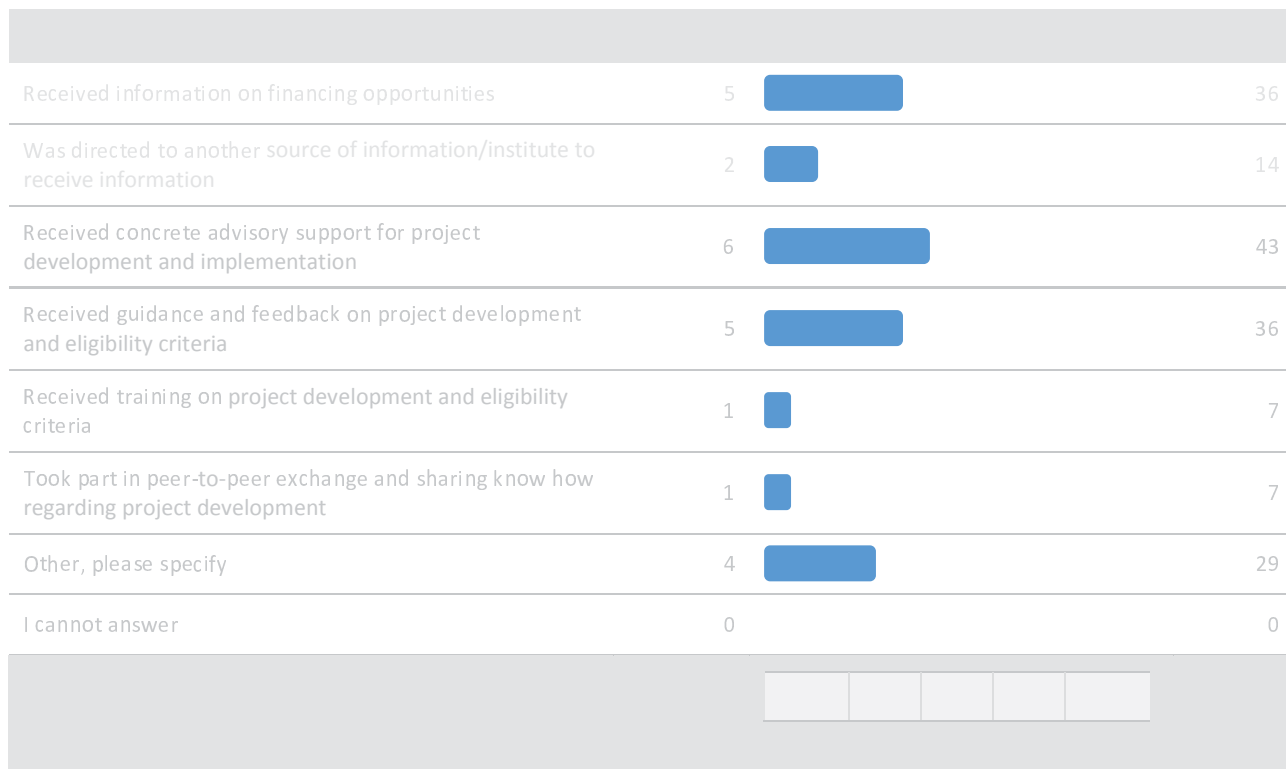 Received information on financing opportunities 5 36
Was directed to another source of information/institute to
receive information 2 14
Received concrete advisory support for project
development and implementation 6 43
Received guidance and feedback on project development
and eligibility criteria 5 36
Received training on project development and eligibility
criteria 1 7
Took part in peer-to-peer exchange and sharing know how
regarding project development 1 7
Other, please specify 4 29
I cannot answer 0 0